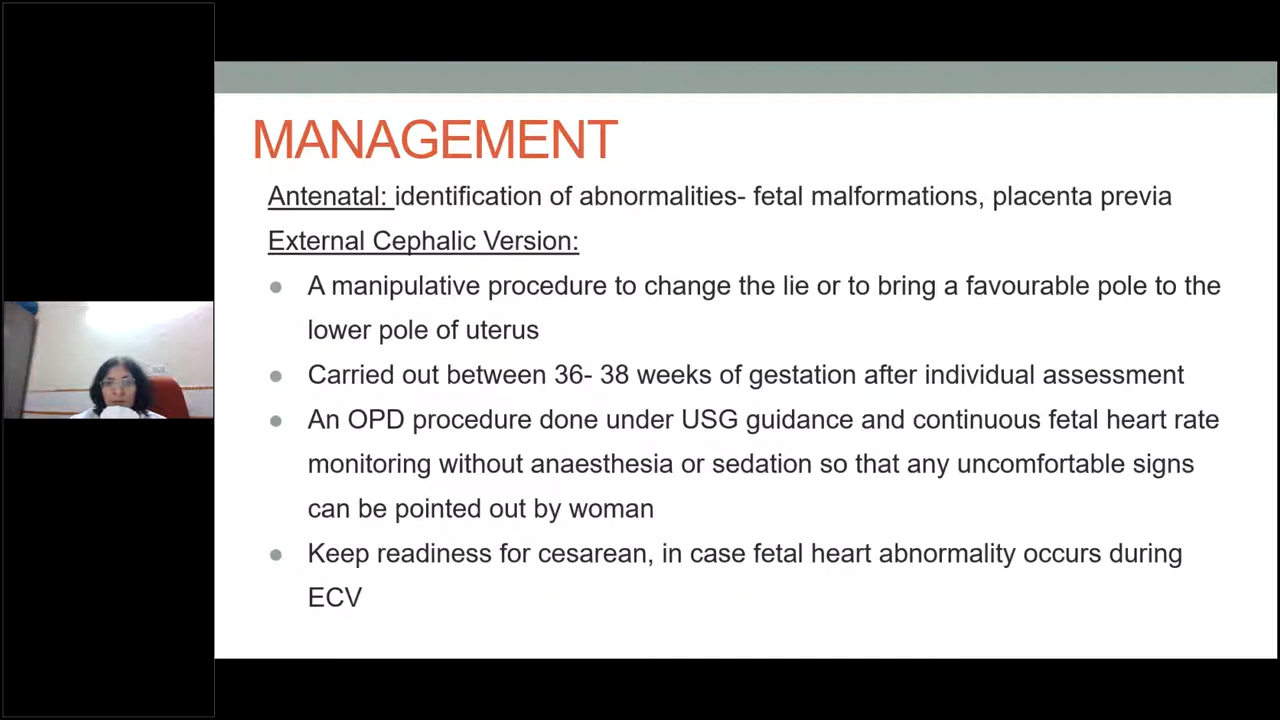 MANAGEMENT
Antenatal: identification of abnormalities- fetal malformations, placenta previa
External Cephalic Version:
● A manipulative procedure to change the lie or to bring a favourable pole to the
lower pole of uterus
● Carried out between 36- 38 weeks of gestation after individual assessment
● An OPD procedure done under USG guidance and continuous fetal heart rate
monitoring without anaesthesia or sedation so that any uncomfortable signs
can be pointed out by woman
● Keep readiness for cesarean, in case fetal heart abnormality occurs during
ECV